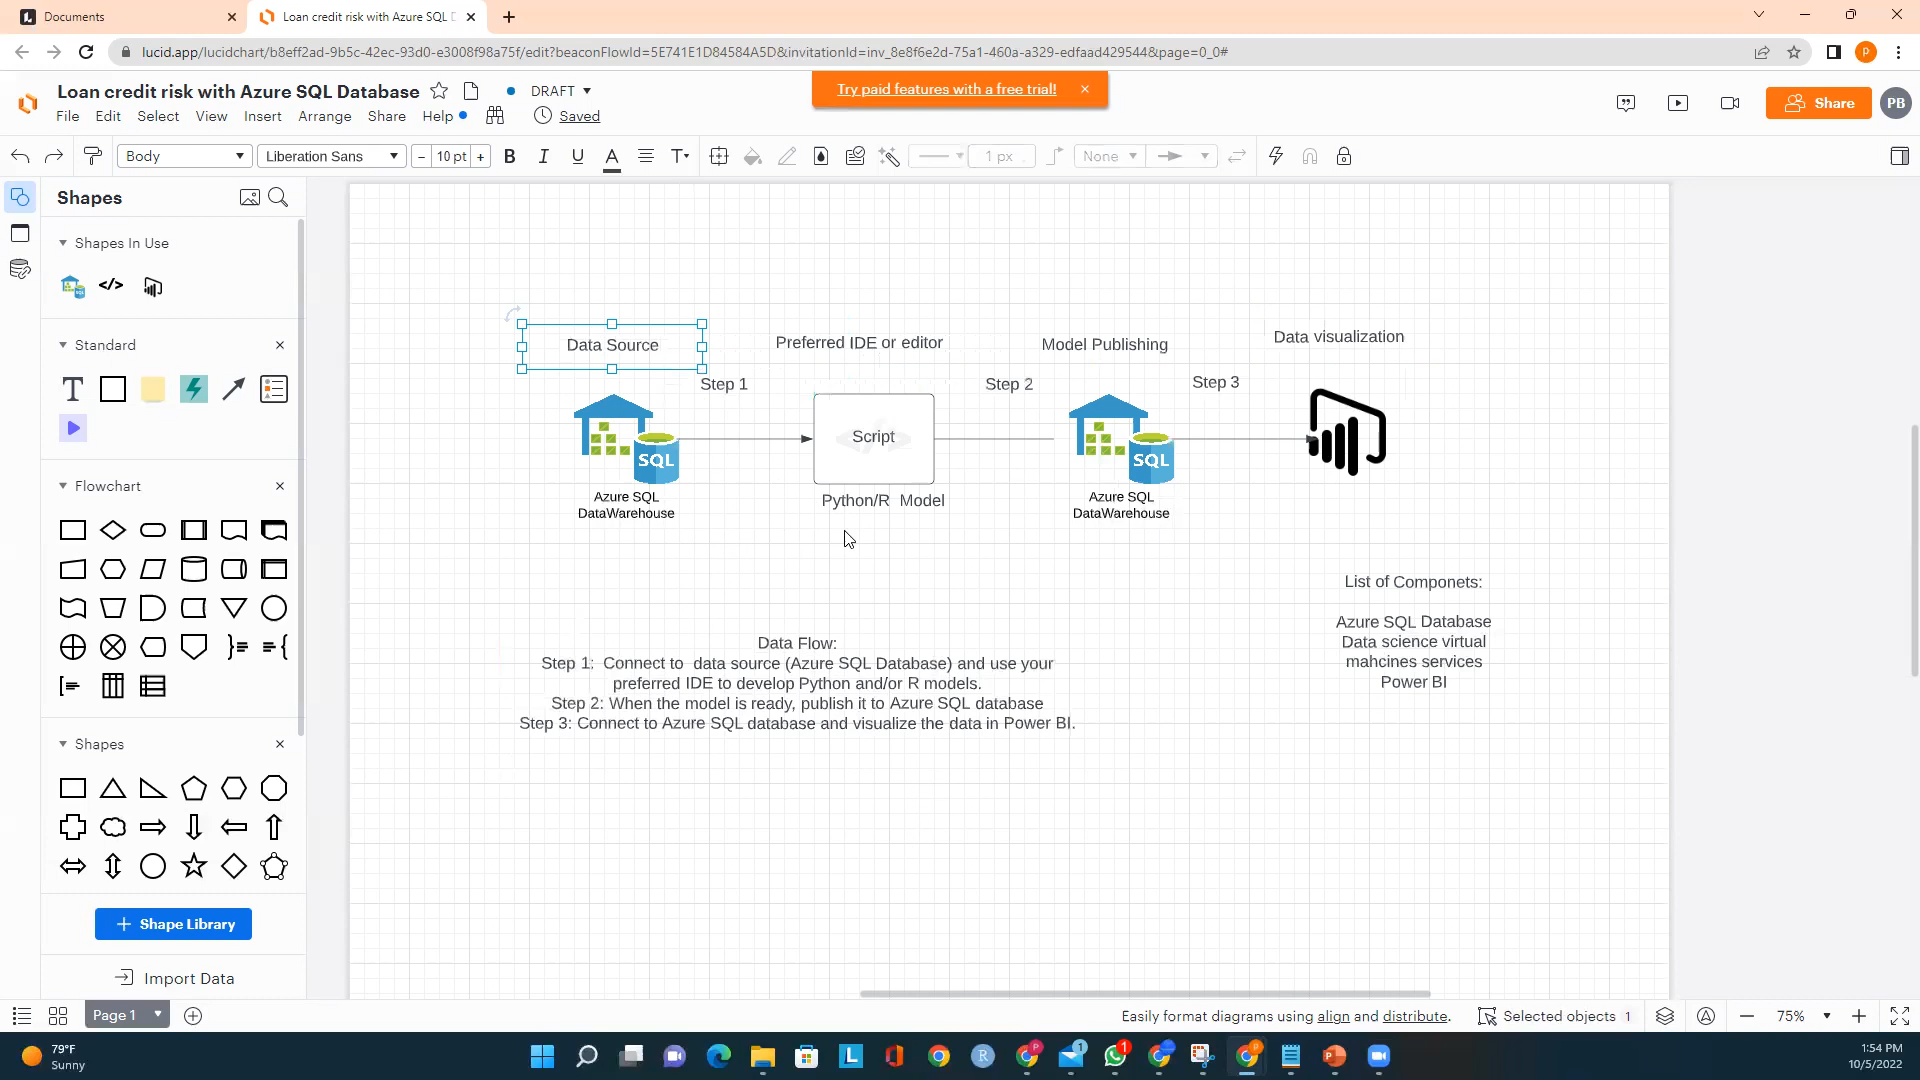 Documents
Loan credit risk with Azure SQL D
lucid.app/lucidchart/b8eff2ad-9b5c-42ec-93d0-e3008f98a75f/edit?beaconFlowId=5E741E1D84584A5D&invitationId=inv_8e8f6e2d-75a1-460a-a329-edfaad429544&page=0_0#
Loan credit risk with Azure SQL Database
DRAFT
Try paid features with a free trial!
File Edit Select View Insert Arrange Share Help
Saved
Share
PB
Body
Liberation Sans
- 10 pt +
B I U A T
1 px
None
Shapes
Shapes In Use
Standard
T
Flowchart
Shapes
+ Shape Library
Import Data
Data Source
Preferred IDE or editor
Model Publishing
Data visualization
Step 1
Step 2
Step 3
SQL
Script
SQL
Azure SQL
DataWarehouse
Python/R  Model
Azure SQL
DataWarehouse
List of Componets:
Azure SQL Database
Data science virtual
mahcines services
Power BI
Data Flow:
Step 1:  Connect to  data source (Azure SQL Database) and use your
preferred IDE to develop Python and/or R models.
Step 2: When the model is ready, publish it to Azure SQL database
Step 3: Connect to Azure SQL database and visualize the data in Power BI.
Page 1
Easily format diagrams using align and distribute.
Selected objects 1
75%
79°F
Sunny
1:54 PM
10/5/2022